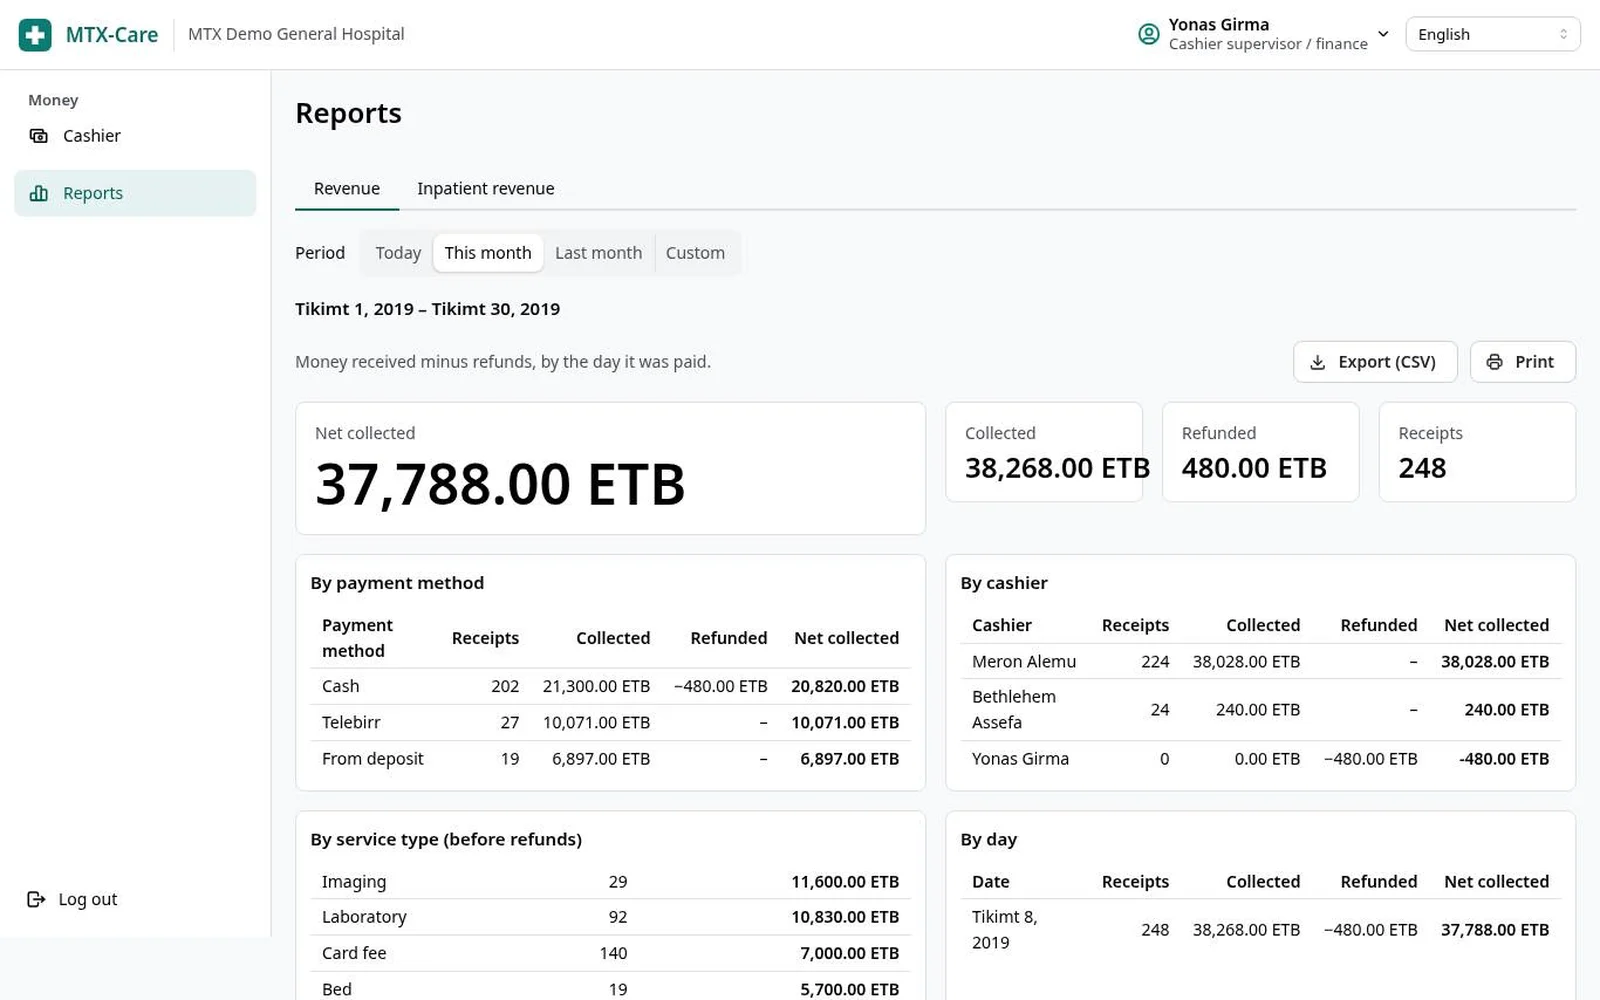 MTX-Care
MTX Demo General Hospital
Yonas Girma
Cashier supervisor / finance
English
Money
Cashier
Reports
Log out
Reports
Revenue Inpatient revenue
Period Today This month Last month Custom
Tikimt 1, 2019 – Tikimt 30, 2019
Money received minus refunds, by the day it was paid.
Export (CSV) Print
Net collected
37,788.00 ETB
Collected
38,268.00 ETB
Refunded
480.00 ETB
Receipts
248
By payment method
Payment method Receipts Collected Refunded Net collected
Cash 202 21,300.00 ETB −480.00 ETB 20,820.00 ETB
Telebirr 27 10,071.00 ETB – 10,071.00 ETB
From deposit 19 6,897.00 ETB – 6,897.00 ETB
By cashier
Cashier Receipts Collected Refunded Net collected
Meron Alemu 224 38,028.00 ETB – 38,028.00 ETB
Bethlehem Assefa 24 240.00 ETB – 240.00 ETB
Yonas Girma 0 0.00 ETB −480.00 ETB -480.00 ETB
By service type (before refunds)
Imaging 29 11,600.00 ETB
Laboratory 92 10,830.00 ETB
Card fee 140 7,000.00 ETB
Bed 19 5,700.00 ETB
By day
Date Receipts Collected Refunded Net collected
Tikimt 8, 2019 248 38,268.00 ETB −480.00 ETB 37,788.00 ETB